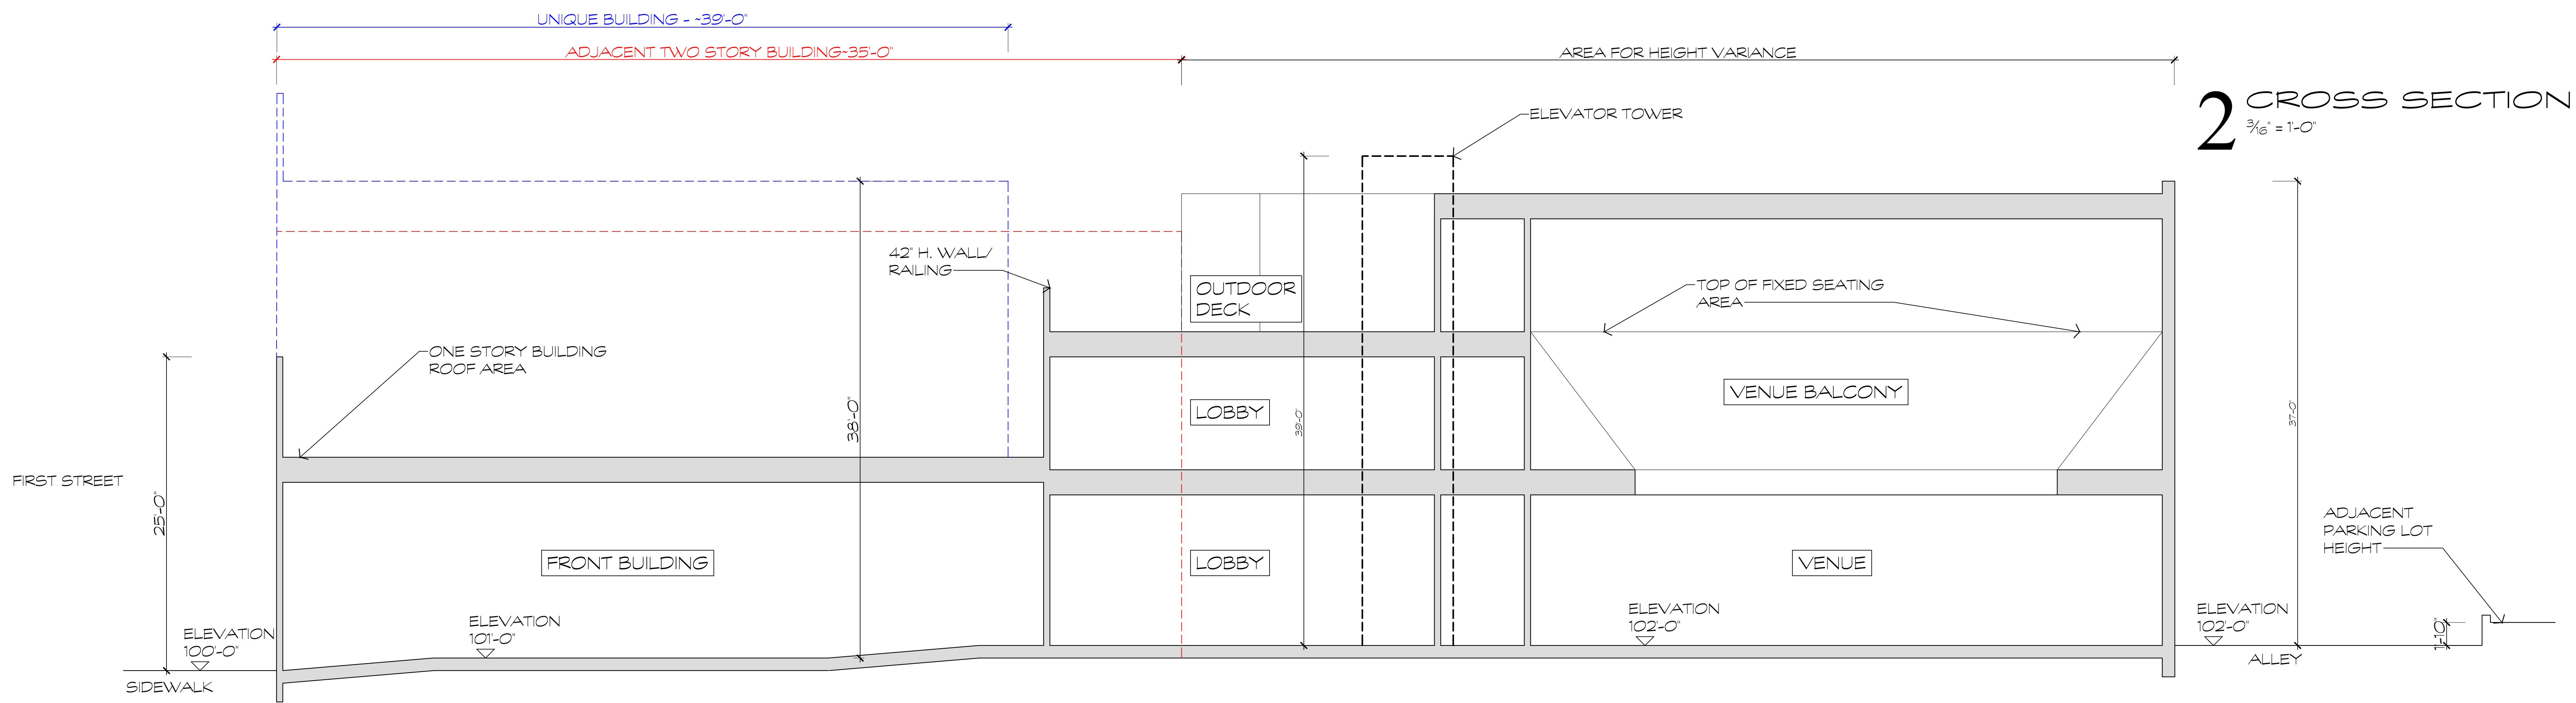 UNIQUE BUILDING - ~39'-0"
ADJACENT TWO STORY BUILDING~35'-0"
AREA FOR HEIGHT VARIANCE
2 CROSS SECTION
3/16" = 1'-0"
ELEVATOR TOWER
42" H. WALL/
RAILING
OUTDOOR
DECK
TOP OF FIXED SEATING
AREA
ONE STORY BUILDING
ROOF AREA
38'-0"
LOBBY
39'-0"
VENUE BALCONY
37'-0"
FIRST STREET
25'-0"
FRONT BUILDING
LOBBY
VENUE
ADJACENT
PARKING LOT
HEIGHT
ELEVATION
100'-0"
ELEVATION
101'-0"
ELEVATION
102'-0"
ELEVATION
102'-0"
1'-10"
SIDEWALK
ALLEY